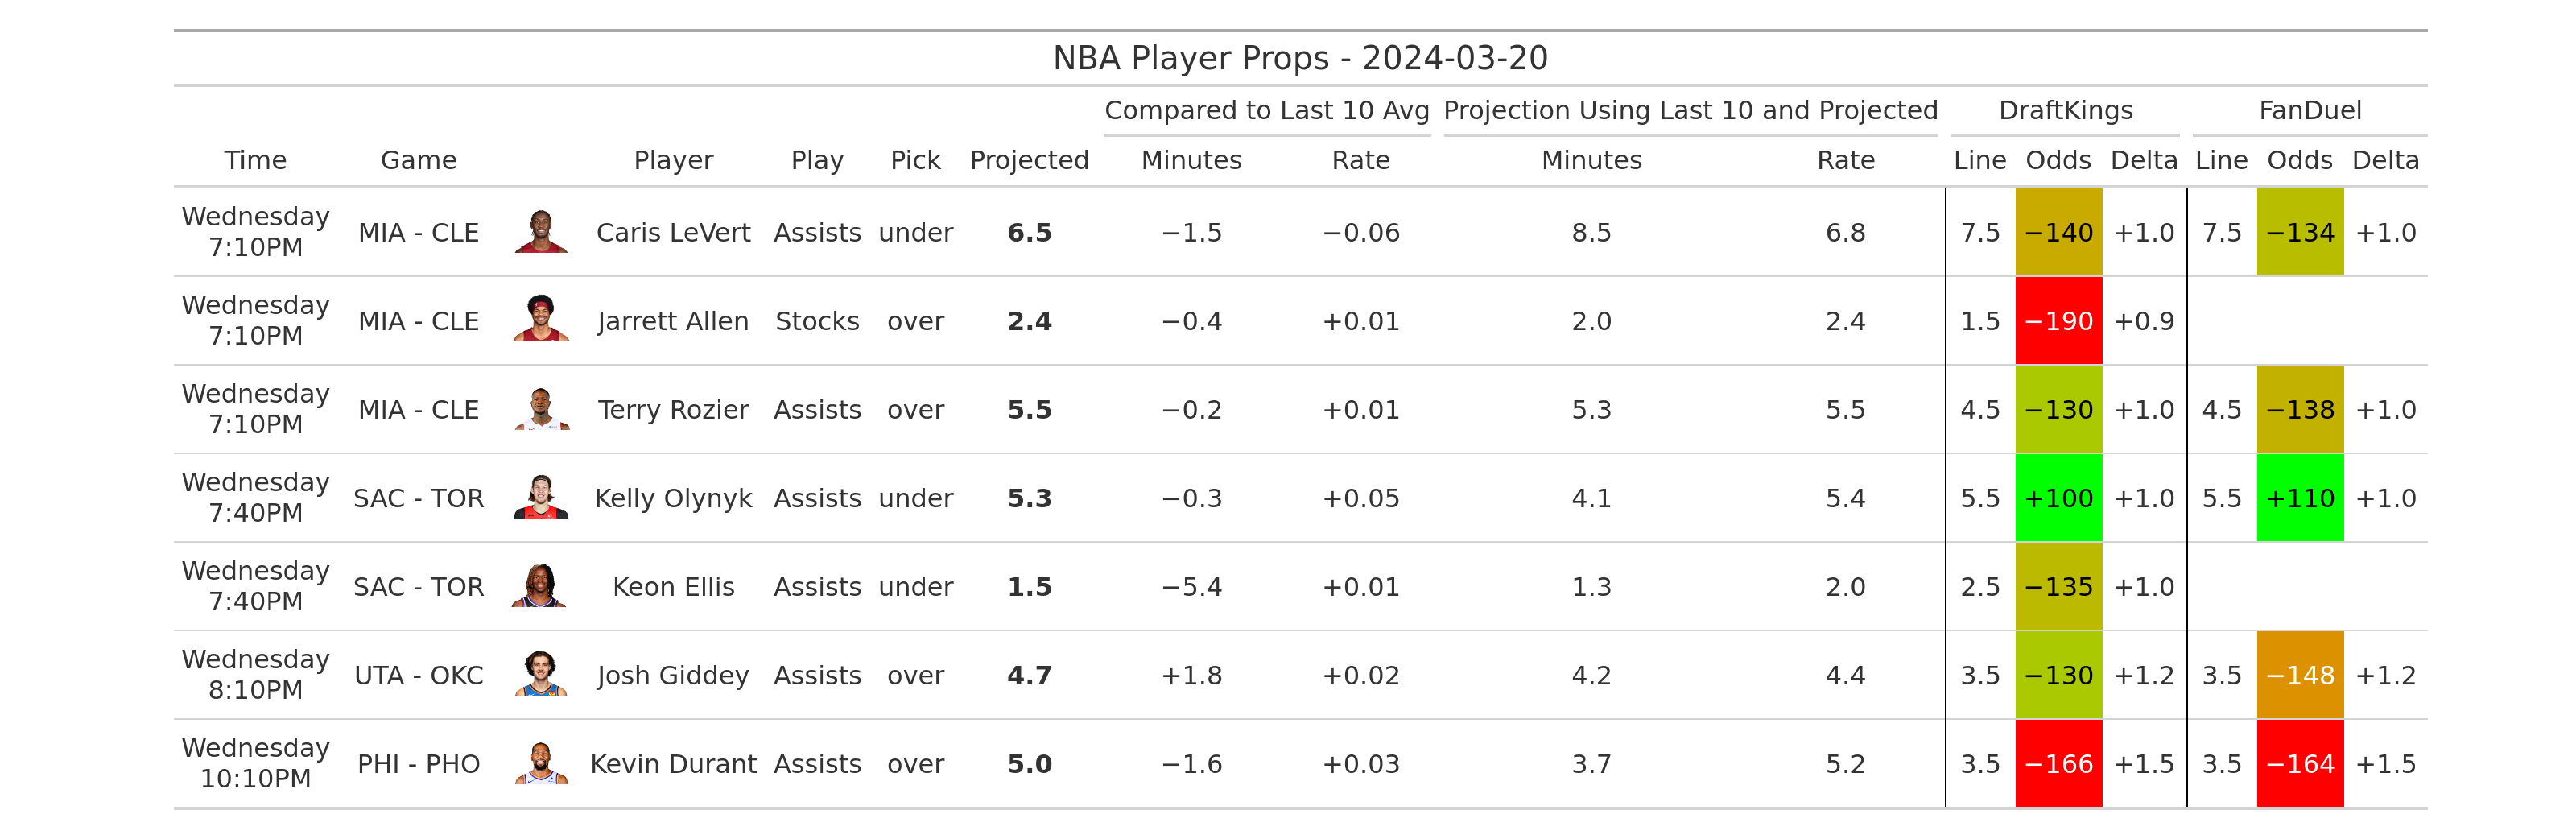 NBA Player Props - 2024-03-20
Compared to Last 10 Avg Projection Using Last 10 and Projected DraftKings FanDuel
Time Game Player Play Pick Projected Minutes Rate Minutes Rate Line Odds Delta Line Odds Delta
Wednesday
7:10PM MIA - CLE Caris LeVert Assists under 6.5 −1.5 −0.06 8.5 6.8 7.5 −140 +1.0 7.5 −134 +1.0
Wednesday
7:10PM MIA - CLE Jarrett Allen Stocks over 2.4 −0.4 +0.01 2.0 2.4 1.5 −190 +0.9
Wednesday
7:10PM MIA - CLE Terry Rozier Assists over 5.5 −0.2 +0.01 5.3 5.5 4.5 −130 +1.0 4.5 −138 +1.0
Wednesday
7:40PM SAC - TOR Kelly Olynyk Assists under 5.3 −0.3 +0.05 4.1 5.4 5.5 +100 +1.0 5.5 +110 +1.0
Wednesday
7:40PM SAC - TOR Keon Ellis Assists under 1.5 −5.4 +0.01 1.3 2.0 2.5 −135 +1.0
Wednesday
8:10PM UTA - OKC Josh Giddey Assists over 4.7 +1.8 +0.02 4.2 4.4 3.5 −130 +1.2 3.5 −148 +1.2
Wednesday
10:10PM PHI - PHO Kevin Durant Assists over 5.0 −1.6 +0.03 3.7 5.2 3.5 −166 +1.5 3.5 −164 +1.5